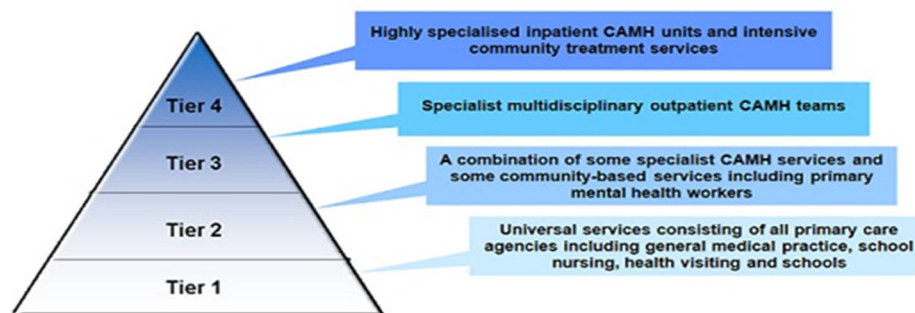 Highly specialised inpatient CAMH units and intensive
community treatment services
Tier 4
Specialist multidisciplinary outpatient CAMH teams
Tier 3
A combination of some specialist CAMH services and
some community-based services including primary
mental health workers
Tier 2
Universal services consisting of all primary care
agencies including general medical practice, school
nursing, health visiting and schools
Tier 1